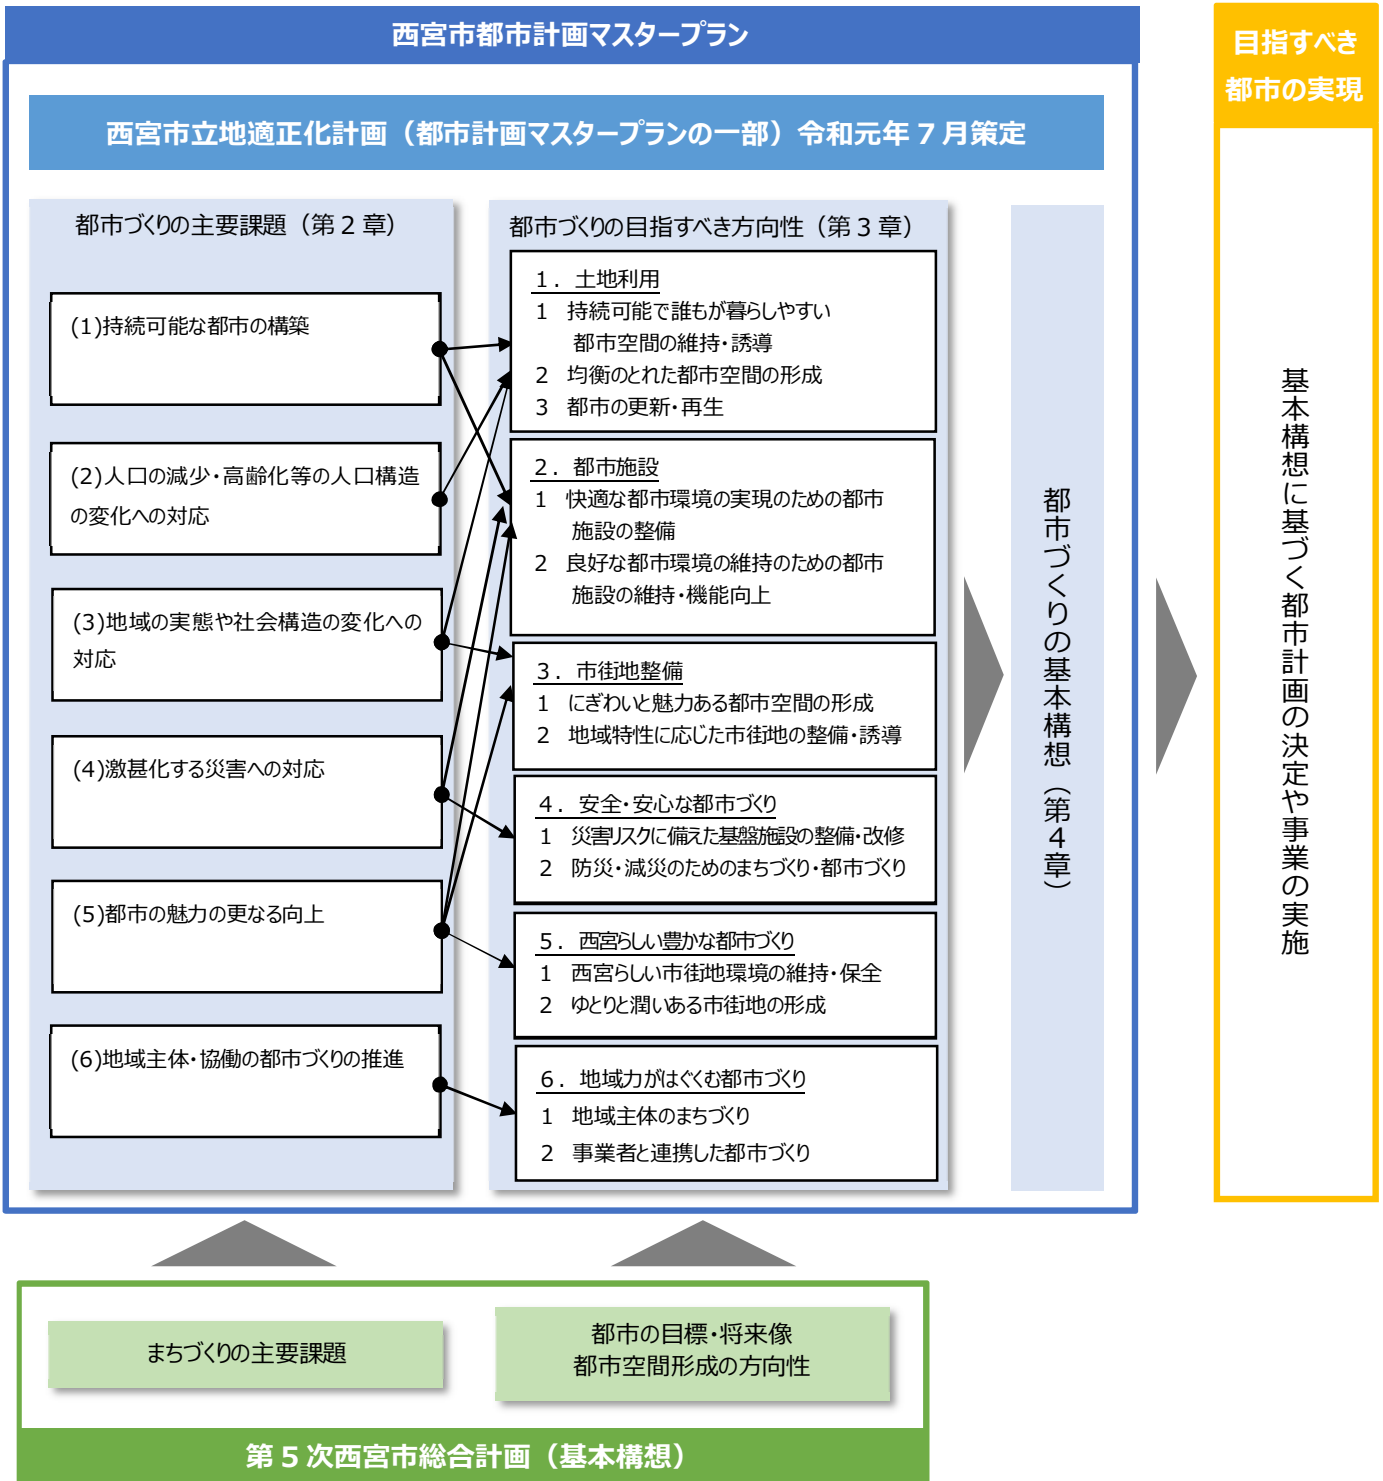 西宮市都市計画マスタープラン
西宮市立地適正化計画（都市計画マスタープランの一部）令和元年７月策定
都市づくりの主要課題（第２章）
(1)持続可能な都市の構築
(2)人口の減少・高齢化等の人口構造
の変化への対応
(3)地域の実態や社会構造の変化への
対応
(4)激甚化する災害への対応
(5)都市の魅力の更なる向上
(6)地域主体・協働の都市づくりの推進
都市づくりの目指すべき方向性（第３章）
１．土地利用
1 持続可能で誰もが暮らしやすい
都市空間の維持・誘導
2 均衡のとれた都市空間の形成
3 都市の更新・再生
２．都市施設
1 快適な都市環境の実現のための都市
施設の整備
2 良好な都市環境の維持のための都市
施設の維持・機能向上
３．市街地整備
1 にぎわいと魅力ある都市空間の形成
2 地域特性に応じた市街地の整備・誘導
４．安全・安心な都市づくり
1 災害リスクに備えた基盤施設の整備・改修
2 防災・減災のためのまちづくり・都市づくり
５．西宮らしい豊かな都市づくり
1 西宮らしい市街地環境の維持・保全
2 ゆとりと潤いある市街地の形成
６．地域力がはぐくむ都市づくり
1 地域主体のまちづくり
2 事業者と連携した都市づくり
都市づくりの基本構想（第４章）
目指すべき
都市の実現
基本構想に基づく都市計画の決定や事業の実施
まちづくりの主要課題
都市の目標・将来像
都市空間形成の方向性
第５次西宮市総合計画（基本構想）